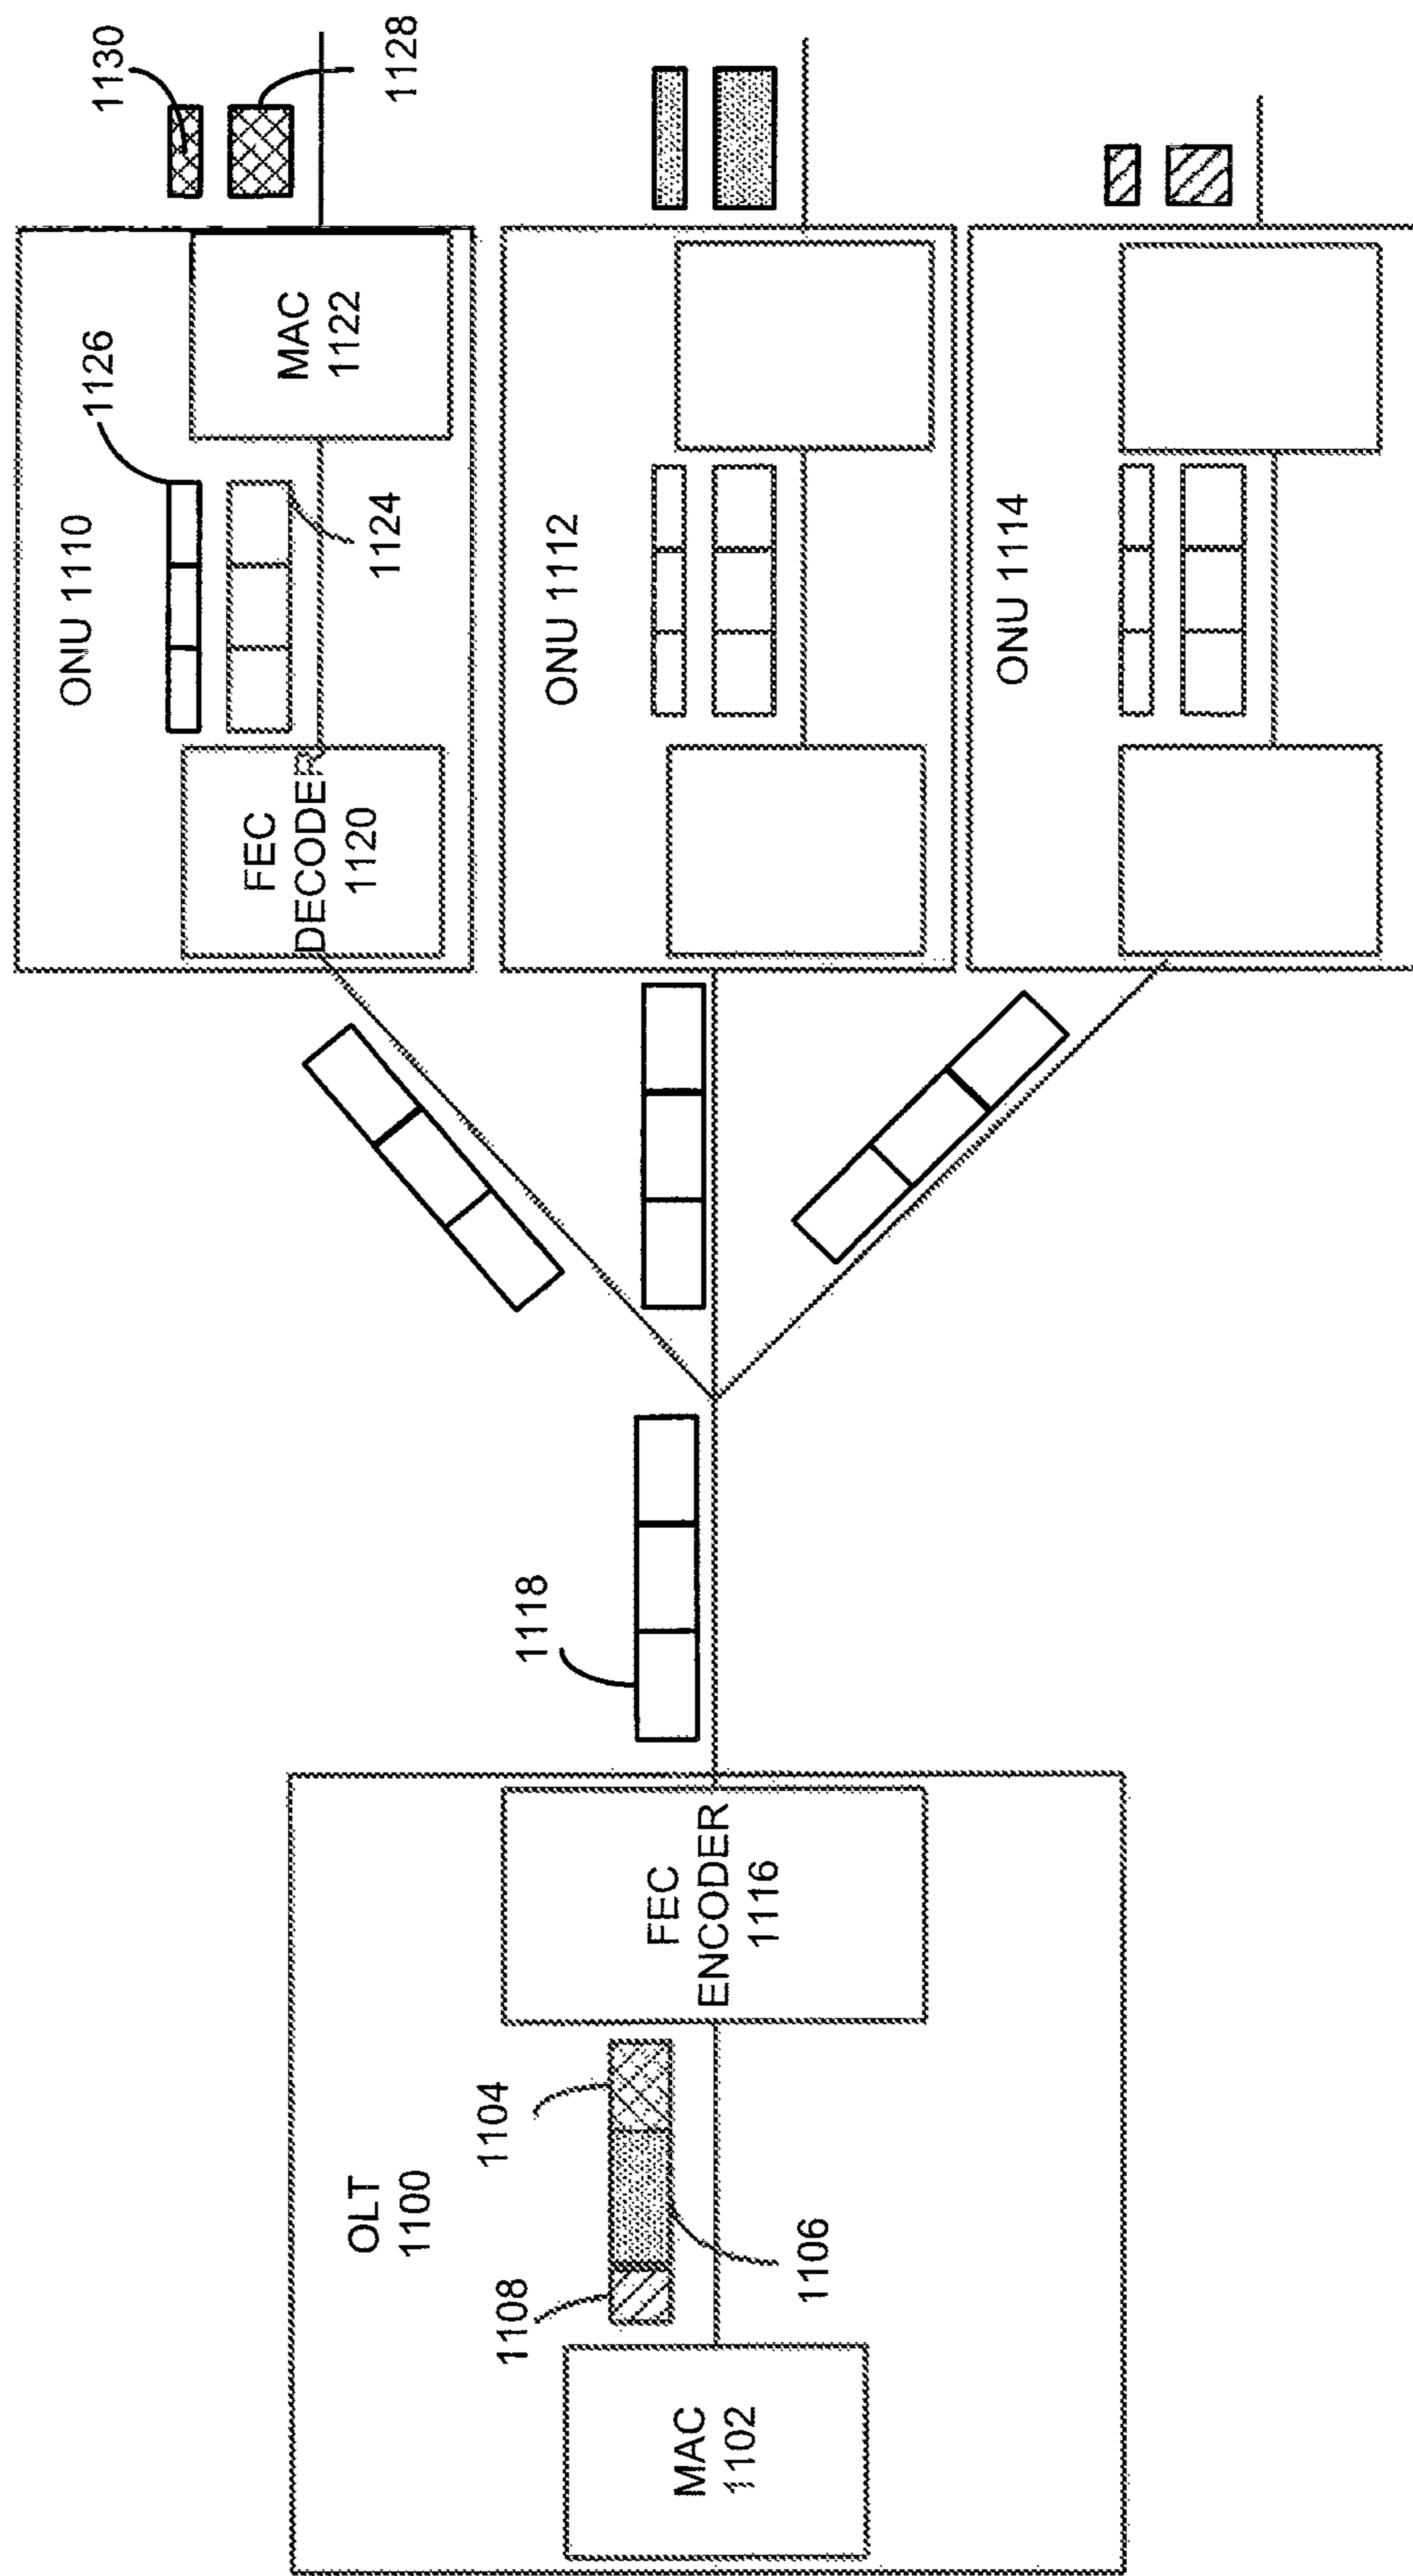 OLT
1100
MAC
1102
1108
1104
1106
FEC
ENCODER
1116
1118
ONU 1110
FEC
DECODER
1120
1126
1124
MAC
1122
1130
1128
ONU 1112
ONU 1114